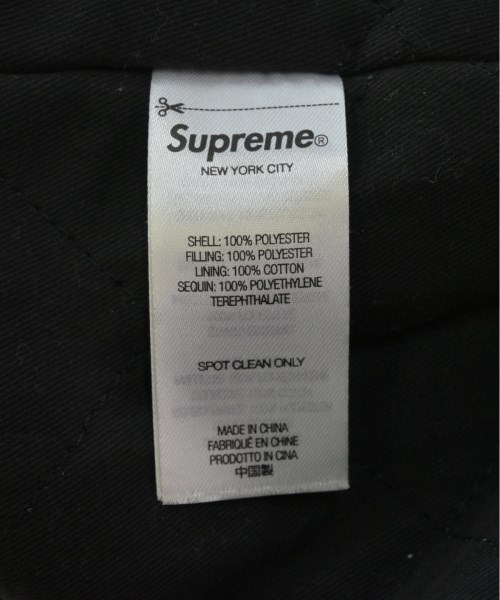 Supreme®
NEW YORK CITY
SHELL: 100% POLYESTER
FILLING: 100% POLYESTER
LINING: 100% COTTON
SEQUIN: 100% POLYETHYLENE
TEREPHTHALATE
SPOT CLEAN ONLY
MADE IN CHINA
FABRIQUÉ EN CHINE
PRODOTTO IN CINA
中国製